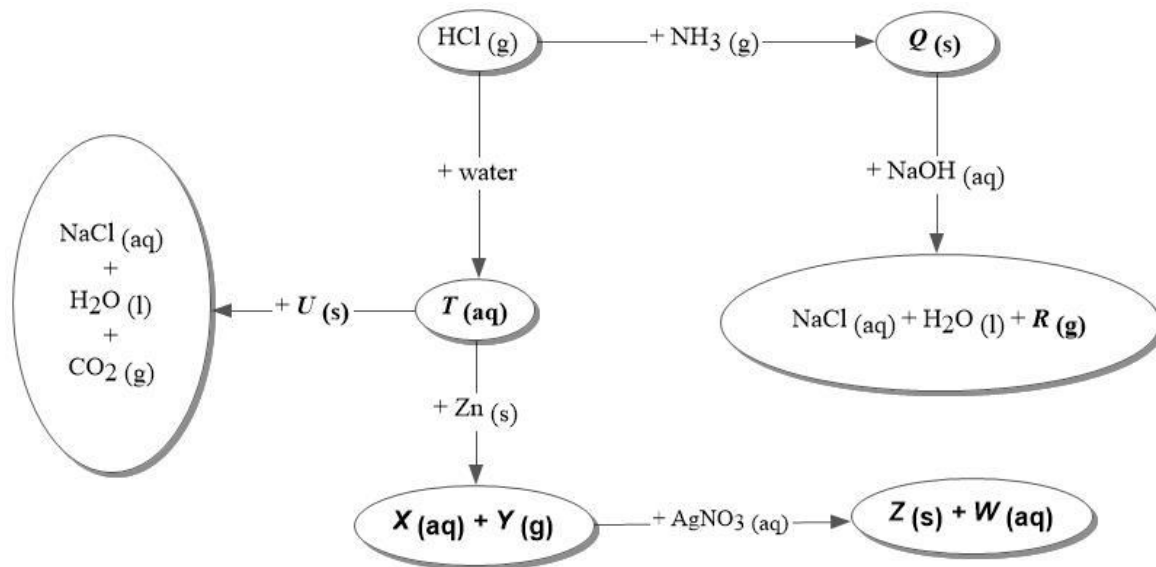 HCl (g)
+ NH3 (g)
Q (s)
+ water
+ NaOH (aq)
NaCl (aq)
+
H2O (l)
+
CO2 (g)
+ U (s)
T (aq)
NaCl (aq) + H2O (l) + R (g)
+ Zn (s)
X (aq) + Y (g)
+ AgNO3 (aq)
Z (s) + W (aq)